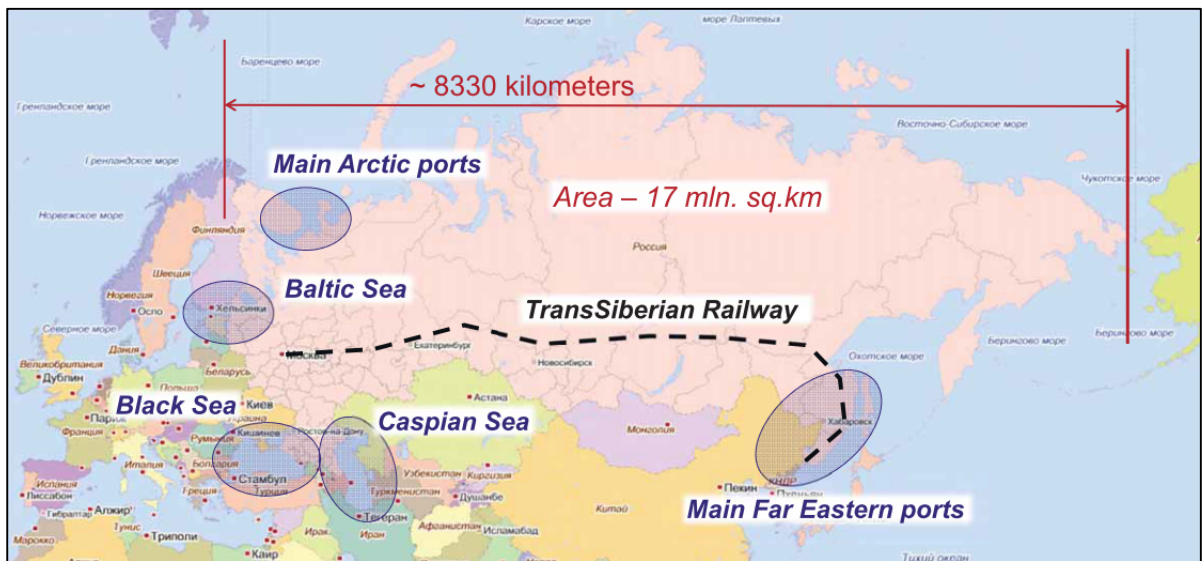 Карское море
море Лаптевых
Баренцево море
~ 8330 kilometers
Гренландское море
Восточно-Сибирское море
Гренландское море
Main Arctic ports
Чукотское море
Area – 17 mln. sq.km
Норвежское море
Финляндия
Россия
Швеция
Baltic Sea
Норвегия
Хельсинки
Осло
TransSiberian Railway
Северное море
Берингово море
Берингово море
Дания
Москва
Екатеринбург
Новосибирск
Охотское море
Великобритания
Дублин
Беларусь
Польша
Астана
Black Sea
Киев
Париж
Украина
Caspian Sea
Хабаровск
Франция
Кишинев
Ростов-на-Дону
Монголия
Румыния
Италия
Болгария
Стамбул
Узбекистан
Киргизия
КНДР
Испания
Лиссабон
Греция
Турция
Туркменистан
Душанбе
Пекин
Пхеньян
Гибралтар
Алжир
Тегеран
Китай
Main Far Eastern ports
Тунис
Триполи
Ирак
Иран
Афганистан
Исламабад
Марокко
Каир
Тихий океан